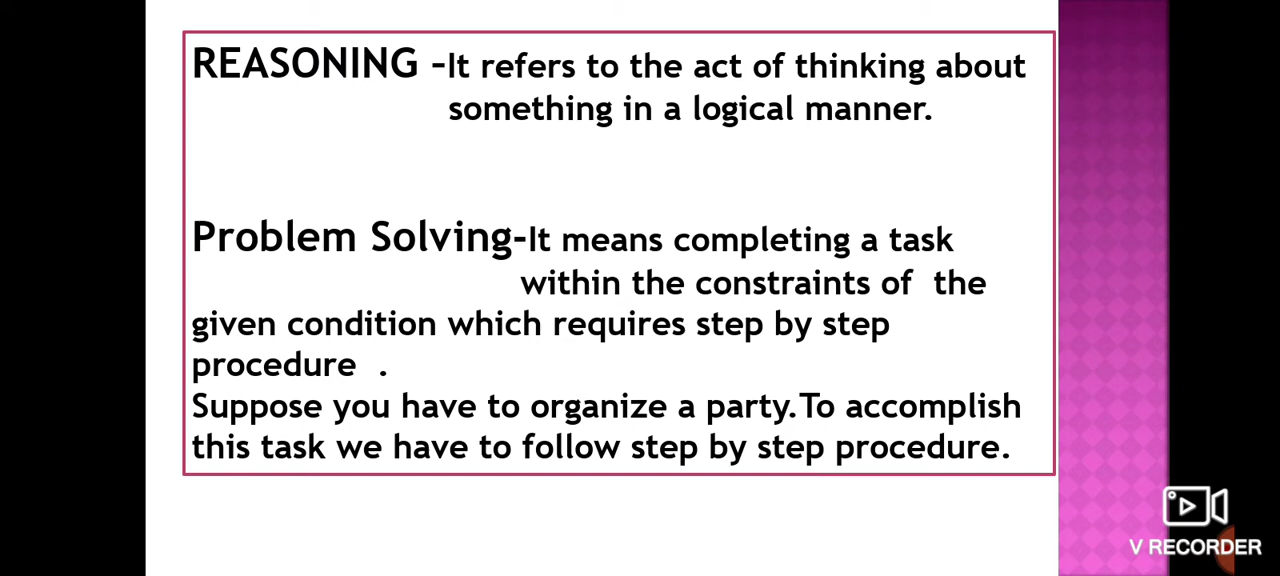 REASONING –It refers to the act of thinking about
something in a logical manner.
Problem Solving-It means completing a task
within the constraints of the
given condition which requires step by step
procedure .
Suppose you have to organize a party.To accomplish
this task we have to follow step by step procedure.
V RECORDER